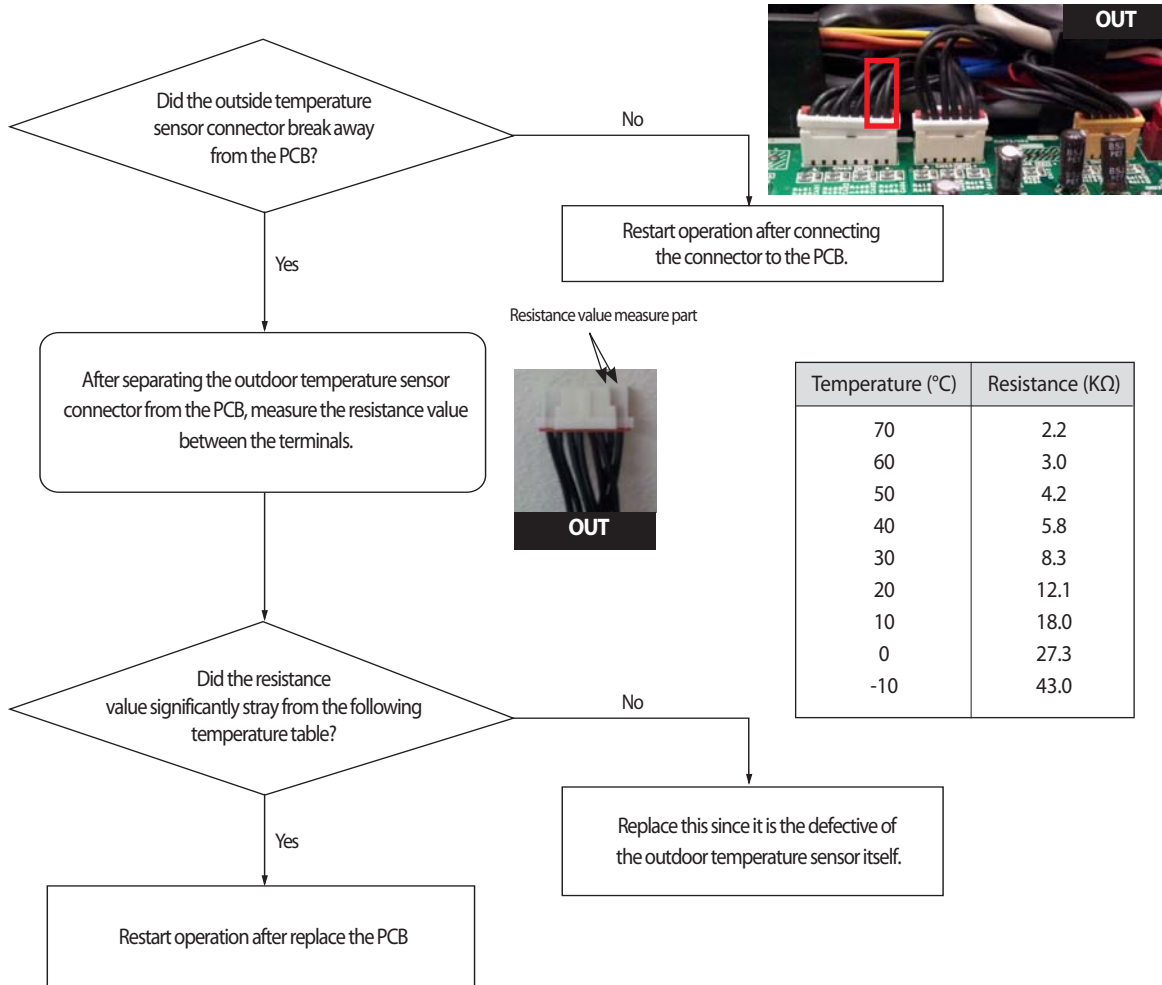 OUT
Did the outside temperature
sensor connector break away
from the PCB?
No
Restart operation after connecting
the connector to the PCB.
Yes
Resistance value measure part
After separating the outdoor temperature sensor
connector from the PCB, measure the resistance value
between the terminals.
OUT
Temperature (°C) Resistance (KΩ)
70 2.2
60 3.0
50 4.2
40 5.8
30 8.3
20 12.1
10 18.0
0 27.3
-10 43.0
Did the resistance
value significantly stray from the following
temperature table?
No
Replace this since it is the defective of
the outdoor temperature sensor itself.
Yes
Restart operation after replace the PCB